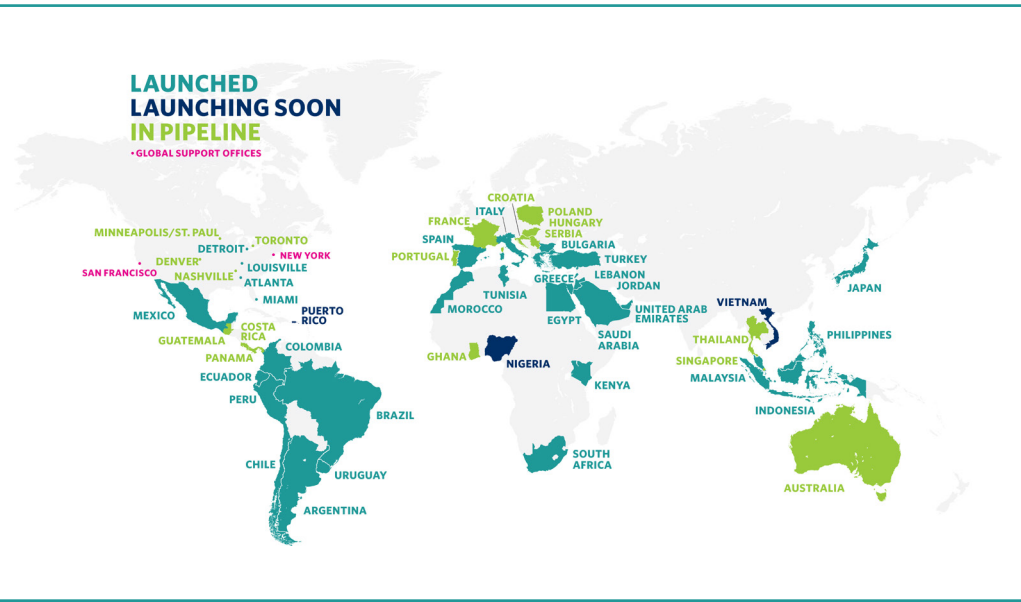 LAUNCHED
LAUNCHING SOON
IN PIPELINE
• GLOBAL SUPPORT OFFICES
MINNEAPOLIS/ST. PAUL
DETROIT
TORONTO
NEW YORK
DENVER
SAN FRANCISCO
NASHVILLE
LOUISVILLE
ATLANTA
MIAMI
MEXICO
PUERTO
RICO
GUATEMALA
COSTA
RICA
PANAMA
COLOMBIA
ECUADOR
PERU
BRAZIL
CHILE
URUGUAY
ARGENTINA
CROATIA
ITALY
POLAND
HUNGARY
FRANCE
SERBIA
SPAIN
BULGARIA
PORTUGAL
TURKEY
GREECE
LEBANON
JORDAN
TUNISIA
MOROCCO
EGYPT
UNITED ARAB
EMIRATES
SAUDI
ARABIA
GHANA
NIGERIA
KENYA
SOUTH
AFRICA
JAPAN
VIETNAM
THAILAND
PHILIPPINES
SINGAPORE
MALAYSIA
INDONESIA
AUSTRALIA